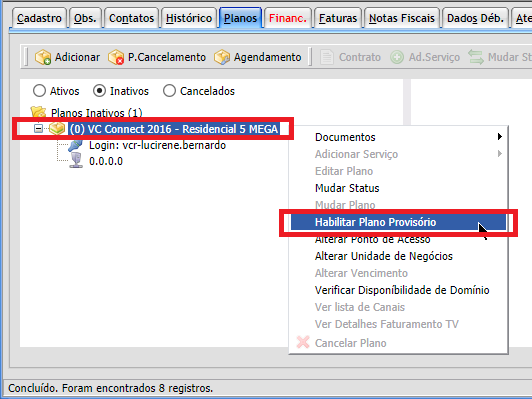 Cadastro Obs. Contatos Histórico Planos Financ. Faturas Notas Fiscais Dados Déb. Ate
Adicionar P.Cancelamento Agendamento Contrato Ad.Serviço Mudar St
Ativos Inativos Cancelados
Planos Inativos (1)
(0) VC Connect 2016 - Residencial 5 MEGA
Login: vcr-lucirene.bernardo
0.0.0.0
Documentos
Adicionar Serviço
Editar Plano
Mudar Status
Mudar Plano
Habilitar Plano Provisório
Alterar Ponto de Acesso
Alterar Unidade de Negócios
Alterar Vencimento
Verificar Disponíbilidade de Domínio
Ver lista de Canais
Ver Detalhes Faturamento TV
Cancelar Plano
Concluído. Foram encontrados 8 registros.